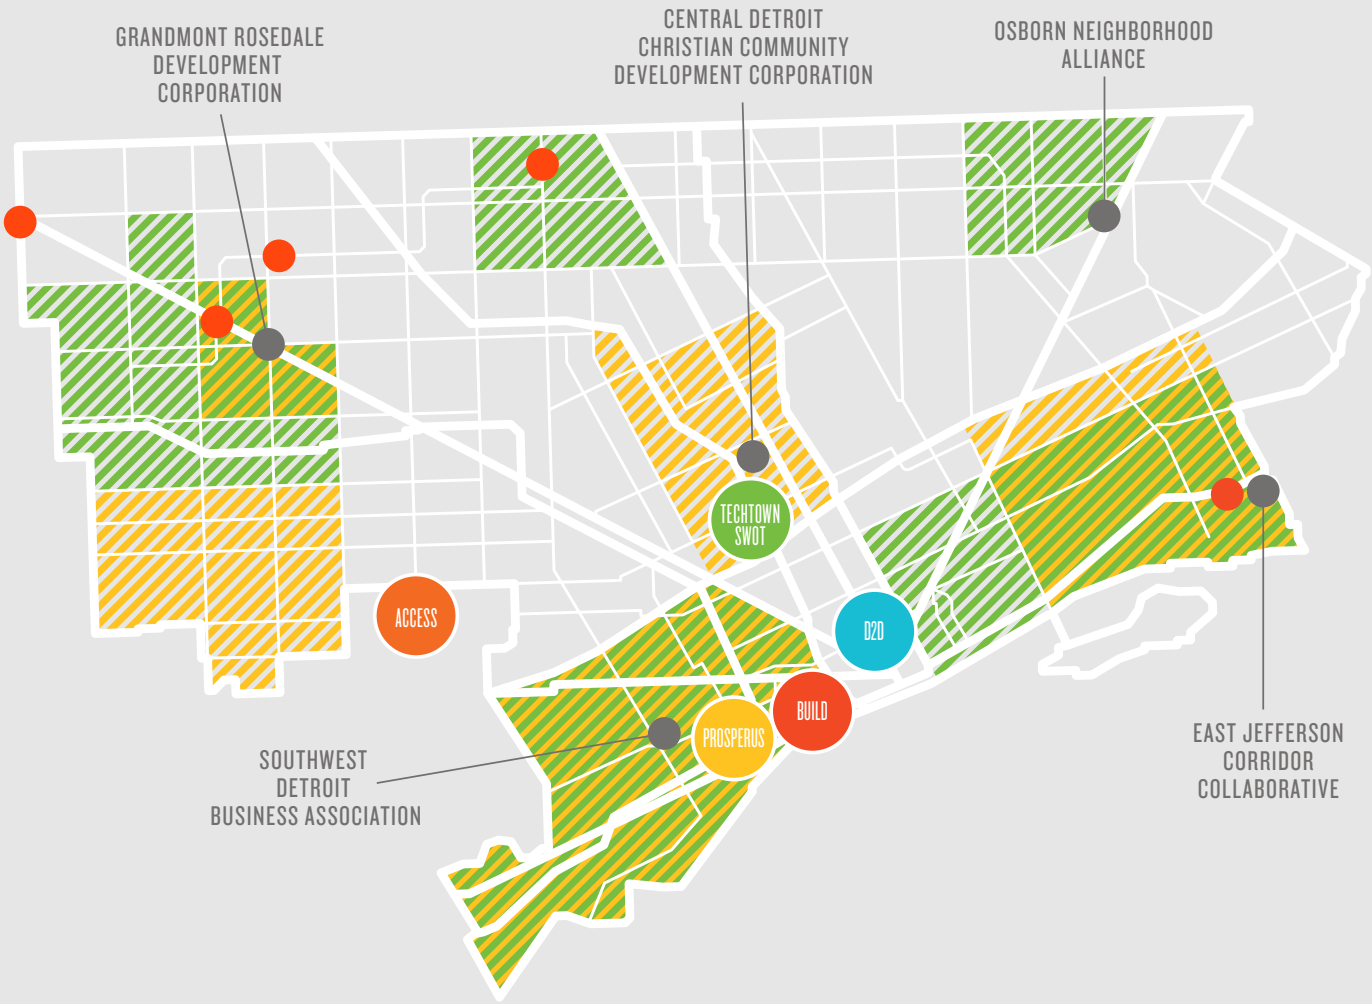 GRANDMONT ROSEDALE
DEVELOPMENT
CORPORATION
CENTRAL DETROIT
CHRISTIAN COMMUNITY
DEVELOPMENT CORPORATION
OSBORN NEIGHBORHOOD
ALLIANCE
TECHTOWN
SWOT
ACCESS
D2D
BUILD
PROSPERUS
SOUTHWEST
DETROIT
BUSINESS ASSOCIATION
EAST JEFFERSON
CORRIDOR
COLLABORATIVE